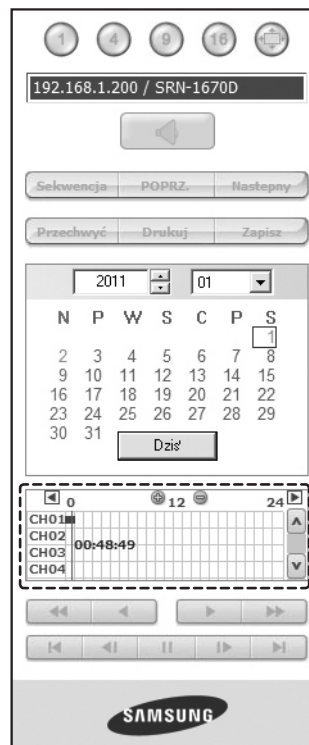 1 4 9 16
192.168.1.200 / SRN-1670D
Sekwencja POPRZ. Nastepny
Przechwyć Drukuj Zapisz
2011 01
N P W S C P S
1
2 3 4 5 6 7 8
9 10 11 12 13 14 15
16 17 18 19 20 21 22
23 24 25 26 27 28 29
30 31
Dzis'
0 12 24
CH01
CH02
00:48:49
CH03
CH04
SAMSUNG